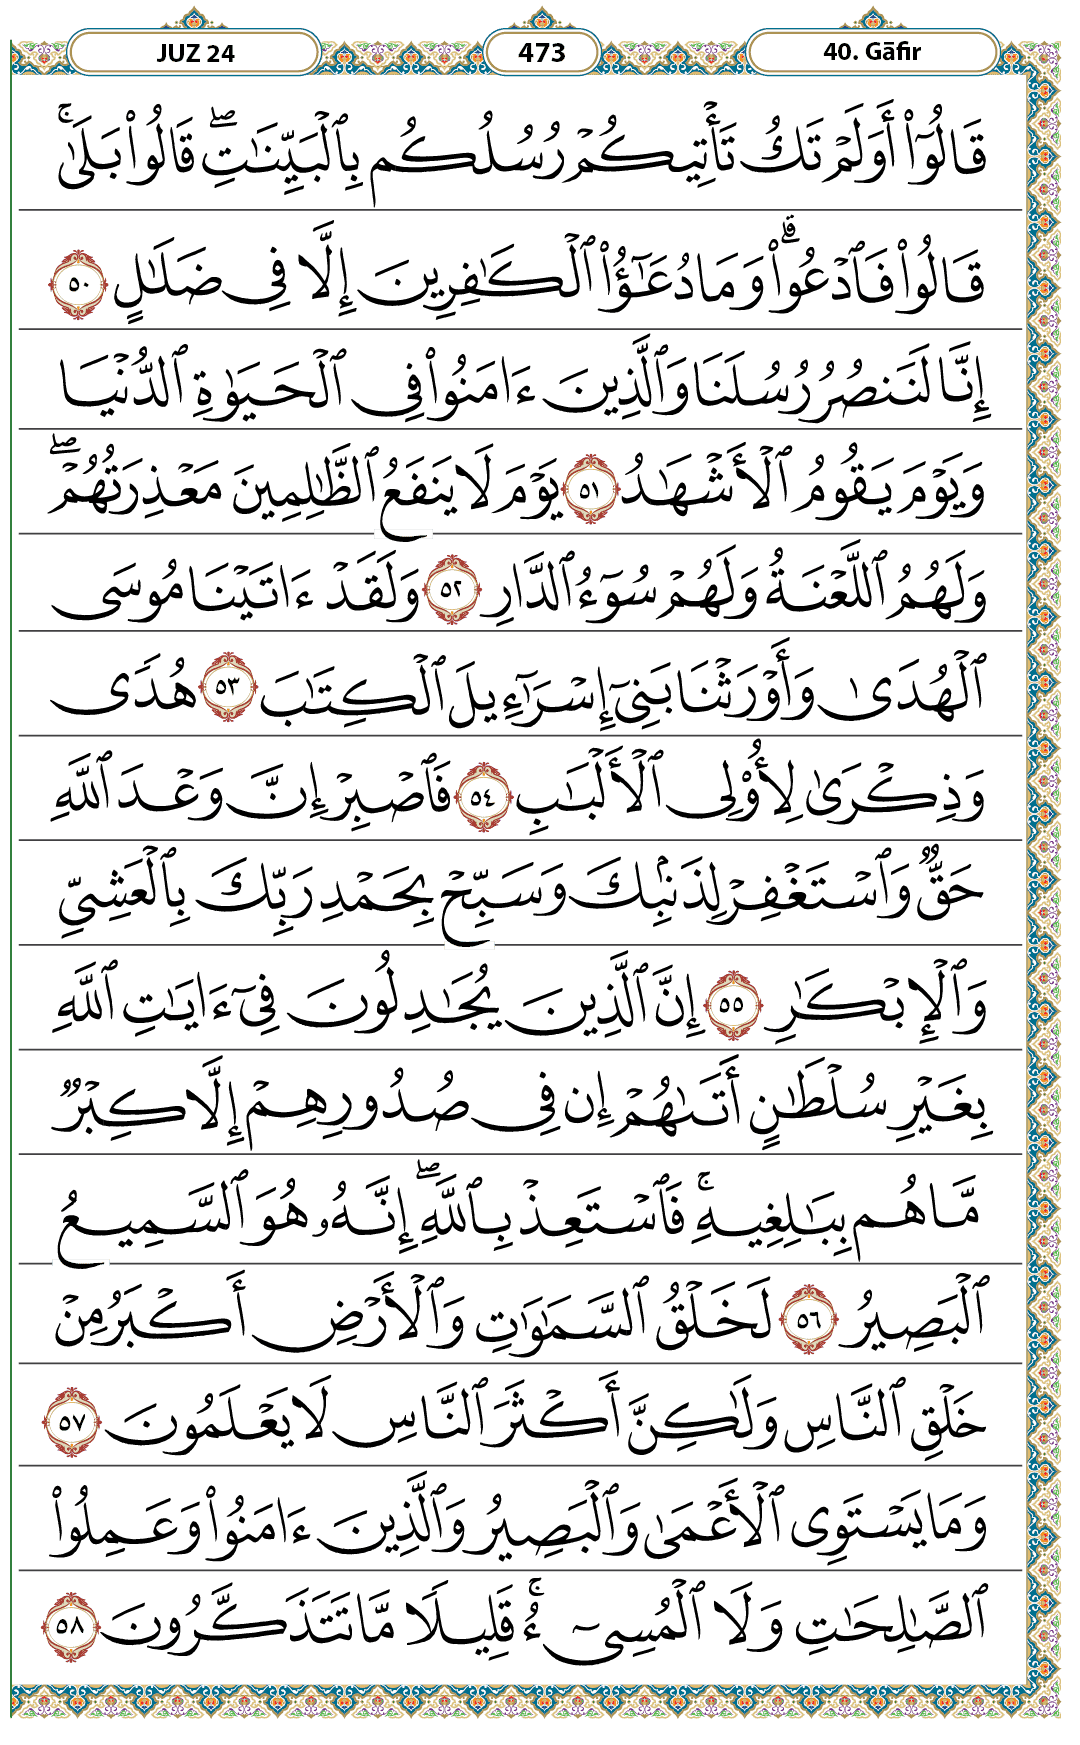 JUZ 24
473
40. Gāfir
قَالُوٓا۟ أَوَلَمْ تَكُ تَأْتِيكُمْ رُسُلُكُم بِٱلْبَيِّنَـٰتِ ۖ قَالُوا۟ بَلَىٰ ۚ
قَالُوا۟ فَٱدْعُوا۟ ۗ وَمَا دُعَـٰٓؤُا۟ ٱلْكَـٰفِرِينَ إِلَّا فِى ضَلَـٰلٍ ٥٠
إِنَّا لَنَنصُرُ رُسُلَنَا وَٱلَّذِينَ ءَامَنُوا۟ فِى ٱلْحَيَوٰةِ ٱلدُّنْيَا
وَيَوْمَ يَقُومُ ٱلْأَشْهَـٰدُ ٥١ يَوْمَ لَا يَنفَعُ ٱلظَّـٰلِمِينَ مَعْذِرَتُهُمْ ۖ
وَلَهُمُ ٱللَّعْنَةُ وَلَهُمْ سُوٓءُ ٱلدَّارِ ٥٢ وَلَقَدْ ءَاتَيْنَا مُوسَى
ٱلْهُدَىٰ وَأَوْرَثْنَا بَنِىٓ إِسْرَٰٓءِيلَ ٱلْكِتَـٰبَ ٥٣ هُدًى
وَذِكْرَىٰ لِأُو۟لِى ٱلْأَلْبَـٰبِ ٥٤ فَٱصْبِرْ إِنَّ وَعْدَ ٱللَّهِ
حَقٌّ وَٱسْتَغْفِرْ لِذَنۢبِكَ وَسَبِّحْ بِحَمْدِ رَبِّكَ بِٱلْعَشِىِّ
وَٱلْإِبْكَـٰرِ ٥٥ إِنَّ ٱلَّذِينَ يُجَـٰدِلُونَ فِىٓ ءَايَـٰتِ ٱللَّهِ
بِغَيْرِ سُلْطَـٰنٍ أَتَىٰهُمْ إِن فِى صُدُورِهِمْ إِلَّا كِبْرٌ
مَّا هُم بِبَـٰلِغِيهِ ۚ فَٱسْتَعِذْ بِٱللَّهِ ۖ إِنَّهُۥ هُوَ ٱلسَّمِيعُ
ٱلْبَصِيرُ ٥٦ لَخَلْقُ ٱلسَّمَـٰوَٰتِ وَٱلْأَرْضِ أَكْبَرُ مِنْ
خَلْقِ ٱلنَّاسِ وَلَـٰكِنَّ أَكْثَرَ ٱلنَّاسِ لَا يَعْلَمُونَ ٥٧
وَمَا يَسْتَوِى ٱلْأَعْمَىٰ وَٱلْبَصِيرُ وَٱلَّذِينَ ءَامَنُوا۟ وَعَمِلُوا۟
ٱلصَّـٰلِحَـٰتِ وَلَا ٱلْمُسِىٓءُ ۚ قَلِيلًا مَّا تَتَذَكَّرُونَ ٥٨